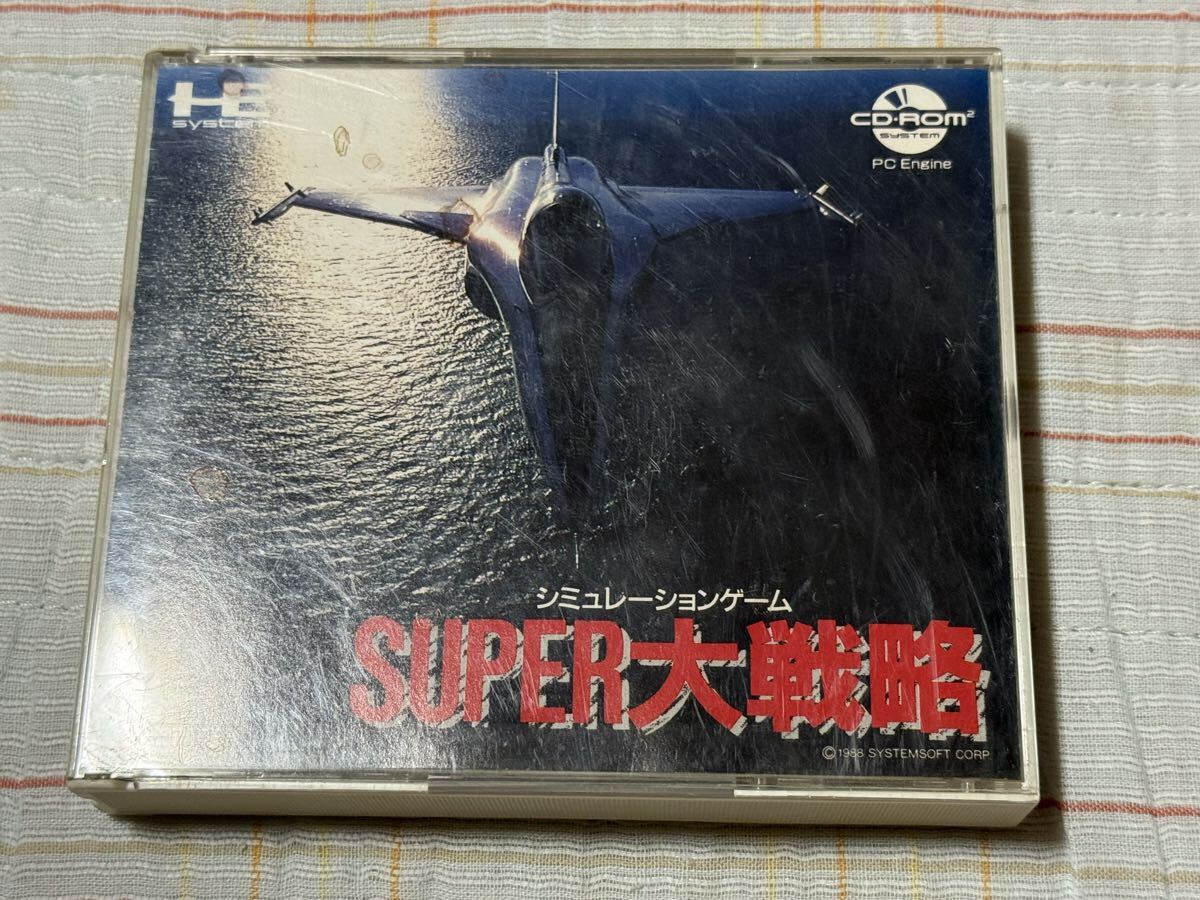 HE
system
CD-ROM²
SYSTEM
PC Engine
シミュレーションゲーム
SUPER大戦略
©1988 SYSTEMSOFT CORP